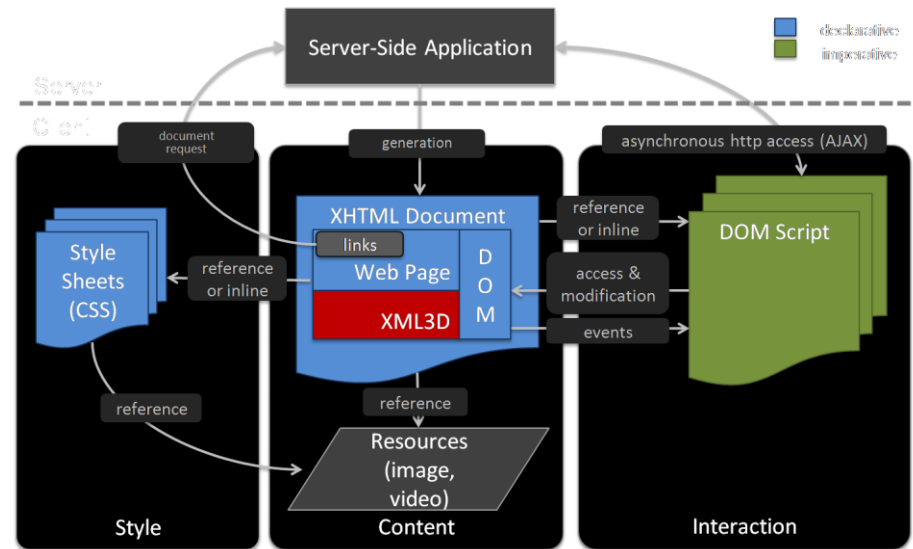 Server-Side Application
declarative
imperative
Server
Client
document
request
generation
asynchronous http access (AJAX)
XHTML Document
links
Web Page
XML3D
D
O
M
reference
or inline
DOM Script
Style
Sheets
(CSS)
reference
or inline
access &
modification
events
reference
reference
Resources
(image,
video)
Style
Content
Interaction